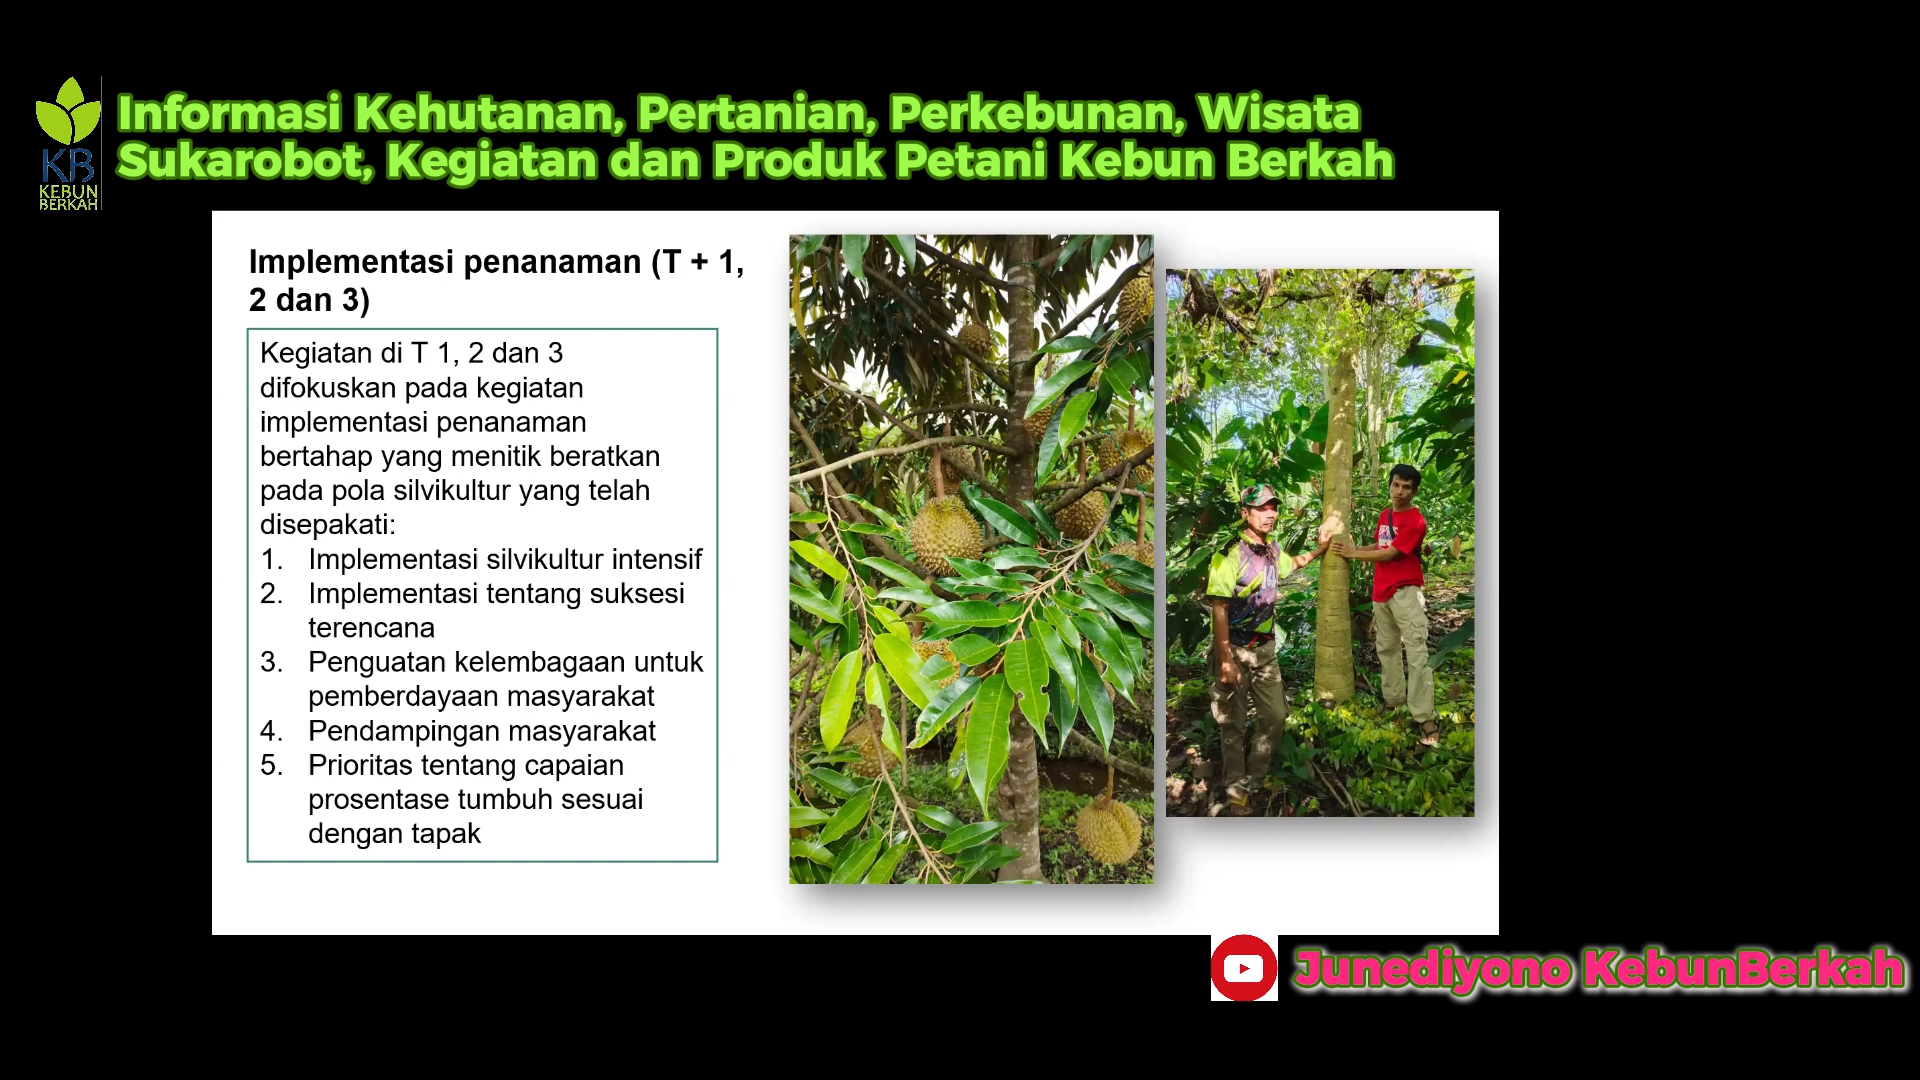 Informasi Kehutanan, Pertanian, Perkebunan, Wisata
Sukarobot, Kegiatan dan Produk Petani Kebun Berkah
KB
KEBUN
BERKAH
Implementasi penanaman (T + 1,
2 dan 3)
Kegiatan di T 1, 2 dan 3
difokuskan pada kegiatan
implementasi penanaman
bertahap yang menitik beratkan
pada pola silvikultur yang telah
disepakati:
1. Implementasi silvikultur intensif
2. Implementasi tentang suksesi
terencana
3. Penguatan kelembagaan untuk
pemberdayaan masyarakat
4. Pendampingan masyarakat
5. Prioritas tentang capaian
prosentase tumbuh sesuai
dengan tapak
Junediyono KebunBerkah